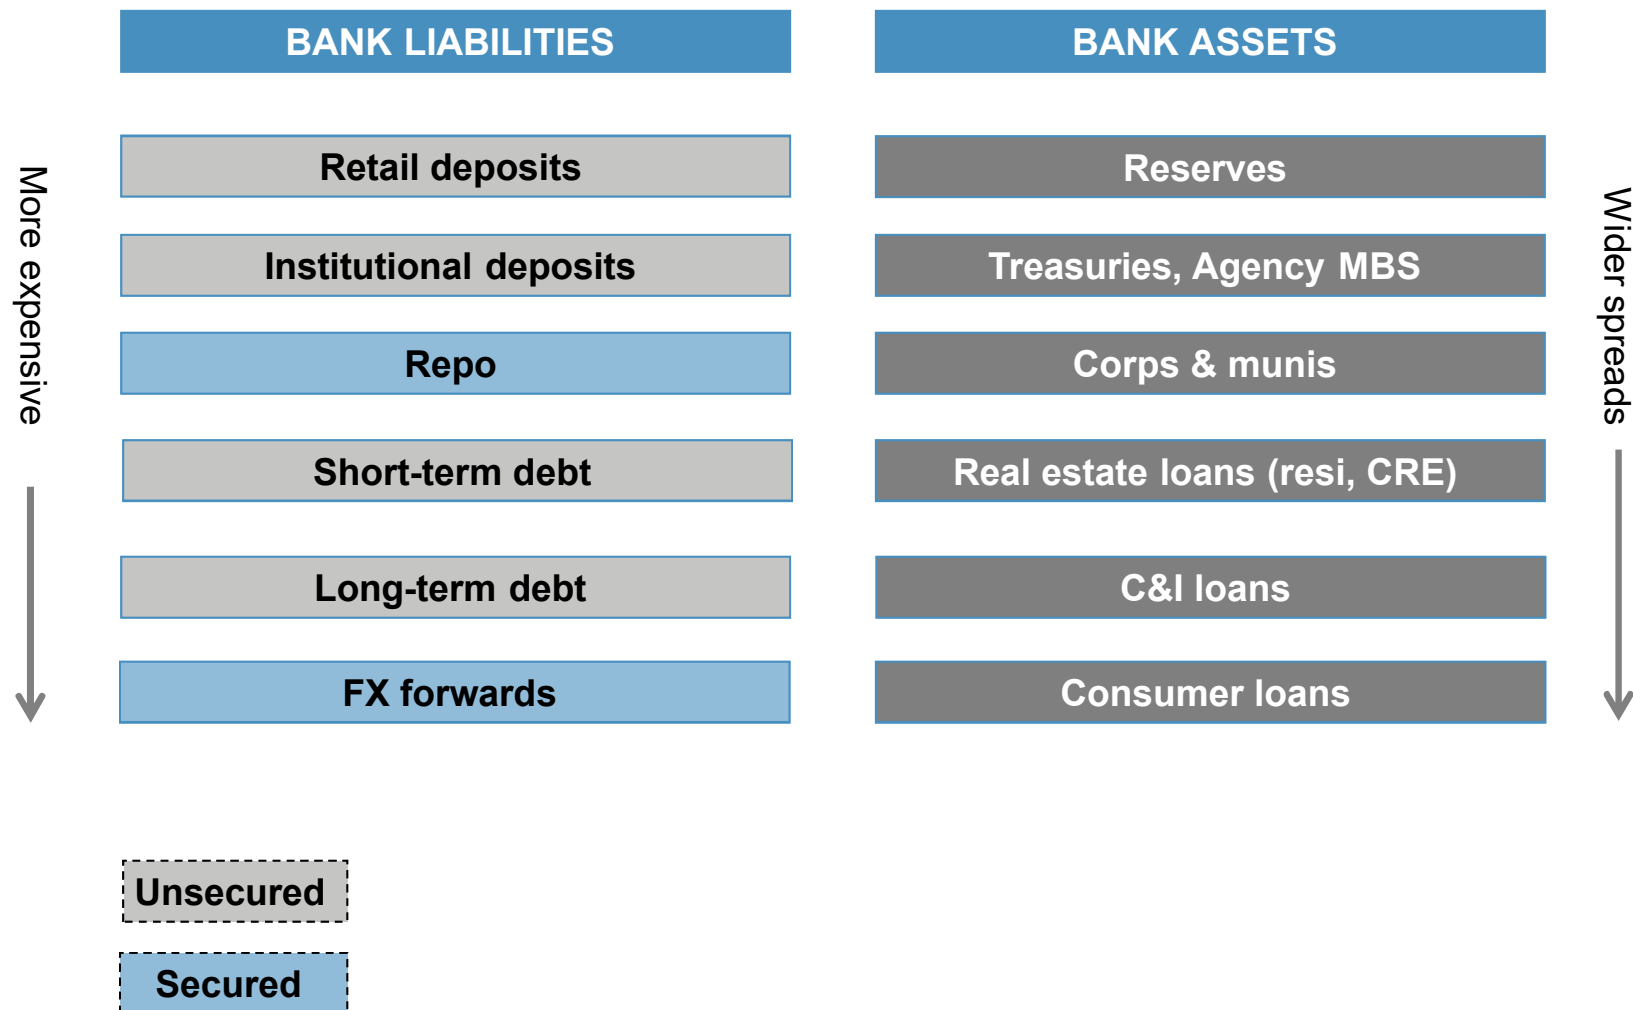 BANK LIABILITIES
BANK ASSETS
More expensive
Retail deposits
Institutional deposits
Repo
Short-term debt
Long-term debt
FX forwards
Reserves
Treasuries, Agency MBS
Corps & munis
Real estate loans (resi, CRE)
C&I loans
Consumer loans
Wider spreads
Unsecured
Secured